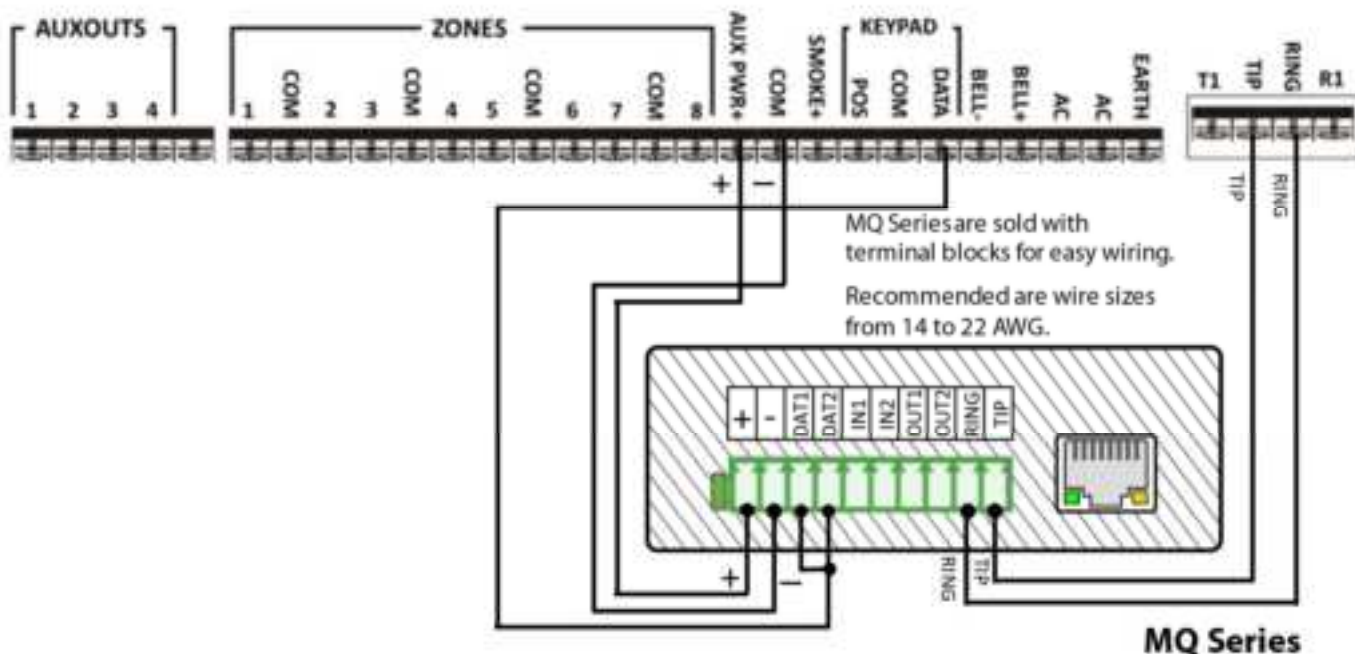 AUXOUTS
1 2 3 4
ZONES
1 COM 2 3 COM 4 5 COM 6 7 COM 8
AUX PWR+ COM SMOKE+
KEYPAD
POS COM DATA
BELL- BELL+ AC AC EARTH
T1 TIP RING R1
+ −
TIP RING
MQ Series are sold with
terminal blocks for easy wiring.
Recommended are wire sizes
from 14 to 22 AWG.
+ - DAT1 DAT2 IN1 IN2 OUT1 OUT2 RING TIP
+ −
RING TIP
MQ Series